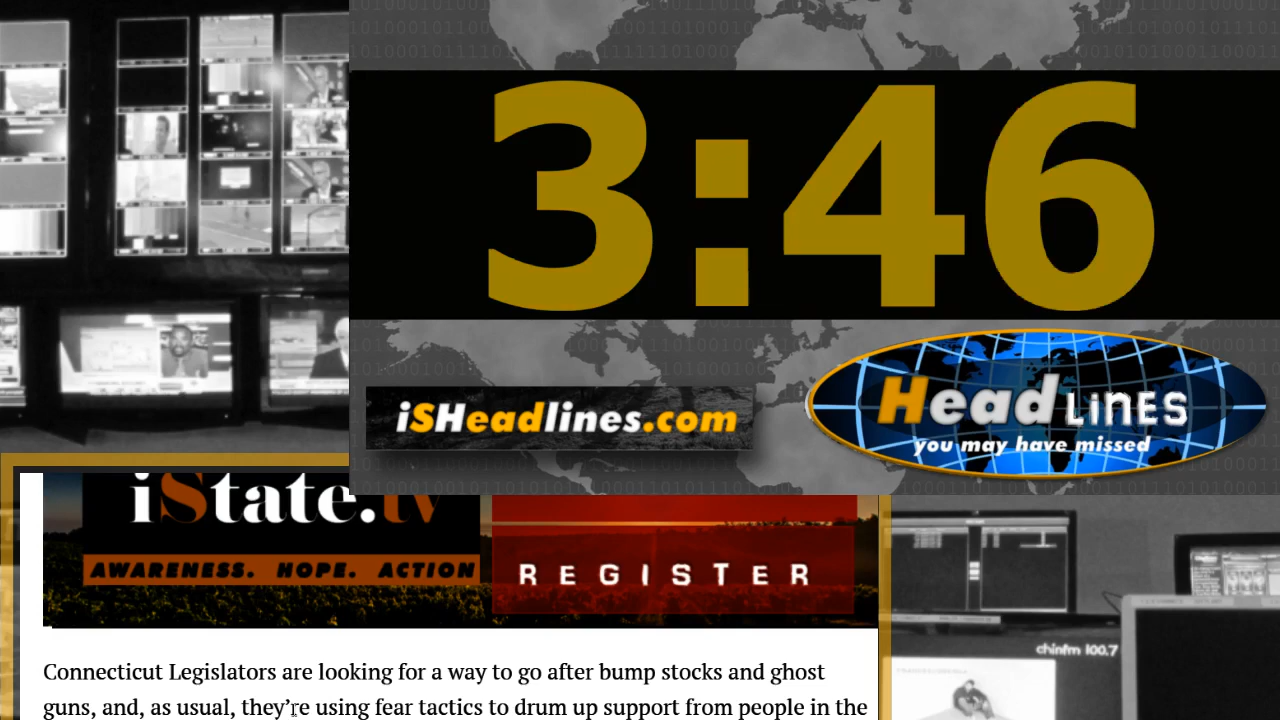 3:46
iSHeadlines.com
HeadLINES
you may have missed
iState.tv
AWARENESS. HOPE. ACTION
REGISTER
chinfm 100.7
Connecticut Legislators are looking for a way to go after bump stocks and ghost
guns, and, as usual, they’re using fear tactics to drum up support from people in the